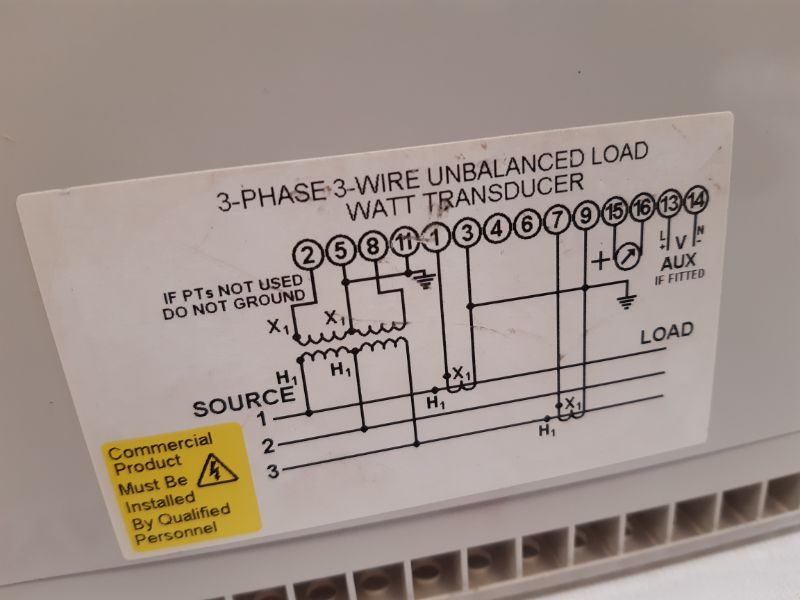 3-PHASE 3-WIRE UNBALANCED LOAD
WATT TRANSDUCER
2 5 8 11 1 3 4 6 7 9 15 16 13 14
L V N
+ + -
AUX
IF FITTED
IF PTs NOT USED
DO NOT GROUND
X1 X1
H1 H1
X1
H1
X1
H1
LOAD
SOURCE
1
2
3
Commercial
Product
Must Be
Installed
By Qualified
Personnel